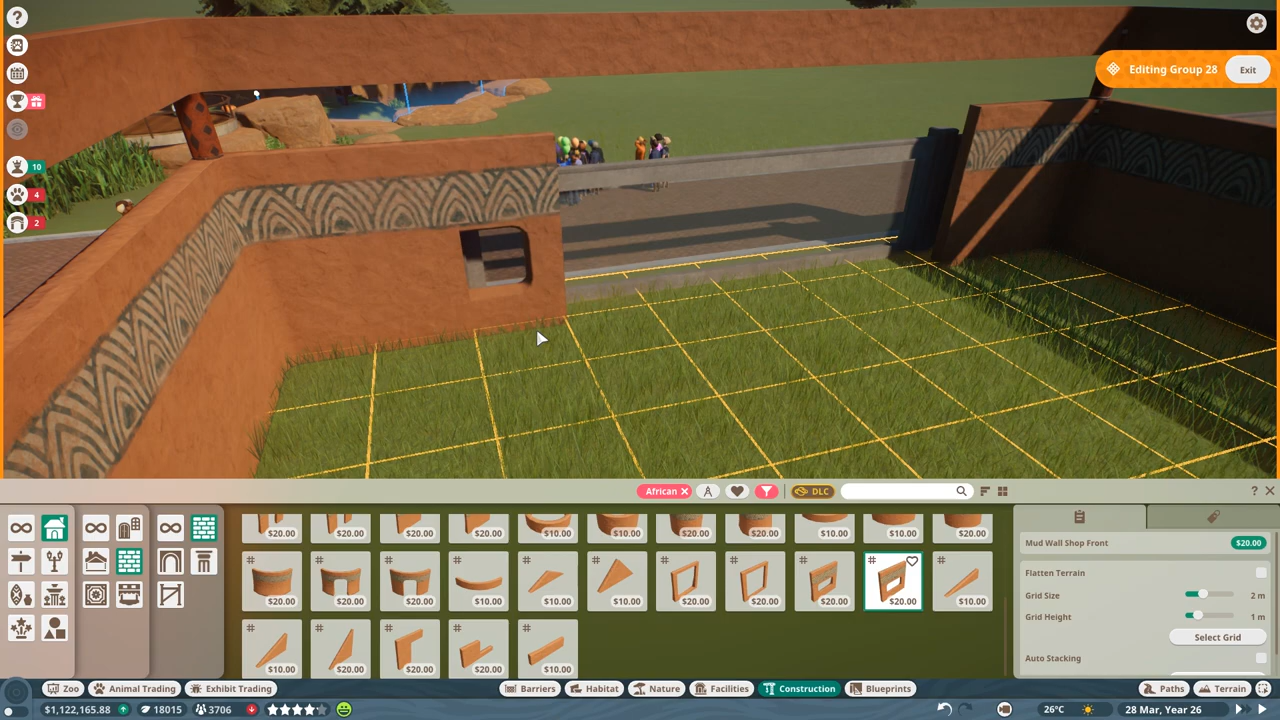 ?
Editing Group 28
Exit
10
4
2
African ×
DLC
? ×
$20.00 $20.00 $20.00 $20.00 $10.00 $10.00 $20.00 $20.00 $10.00 $10.00 $20.00
# # # # # # # # # # #
$20.00 $20.00 $20.00 $10.00 $10.00 $10.00 $20.00 $20.00 $20.00 $20.00 $10.00
# # # # #
$10.00 $20.00 $20.00 $20.00 $10.00
Mud Wall Shop Front
$20.00
Flatten Terrain
Grid Size
2 m
Grid Height
1 m
Select Grid
Auto Stacking
Zoo
Animal Trading
Exhibit Trading
Barriers
Habitat
Nature
Facilities
Construction
Blueprints
Paths
Terrain
$1,122,165.88
18015
3706
26°C
28 Mar, Year 26